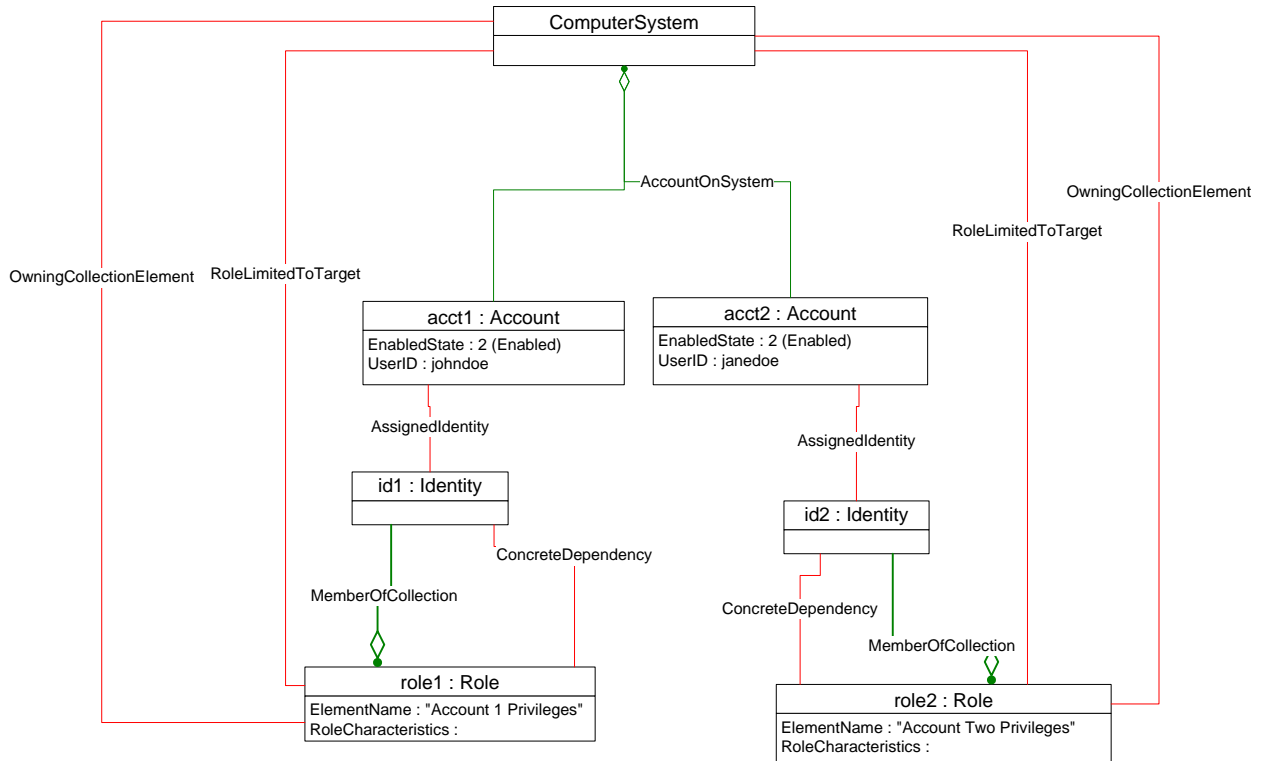 ComputerSystem
AccountOnSystem
OwningCollectionElement
RoleLimitedToTarget
OwningCollectionElement
RoleLimitedToTarget
acct1 : Account
EnabledState : 2 (Enabled)
UserID : johndoe
acct2 : Account
EnabledState : 2 (Enabled)
UserID : janedoe
AssignedIdentity
AssignedIdentity
id1 : Identity
id2 : Identity
ConcreteDependency
MemberOfCollection
ConcreteDependency
MemberOfCollection
role1 : Role
ElementName : "Account 1 Privileges"
RoleCharacteristics :
role2 : Role
ElementName : "Account Two Privileges"
RoleCharacteristics :